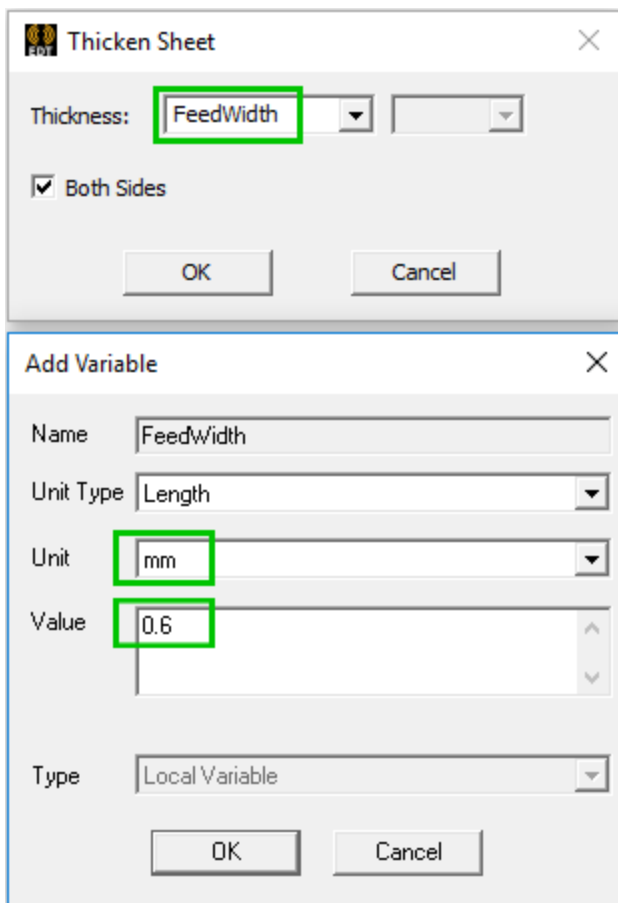 EDT
Thicken Sheet
Thickness: FeedWidth
Both Sides
OK Cancel
Add Variable
Name FeedWidth
Unit Type Length
Unit mm
Value 0.6
Type Local Variable
OK Cancel